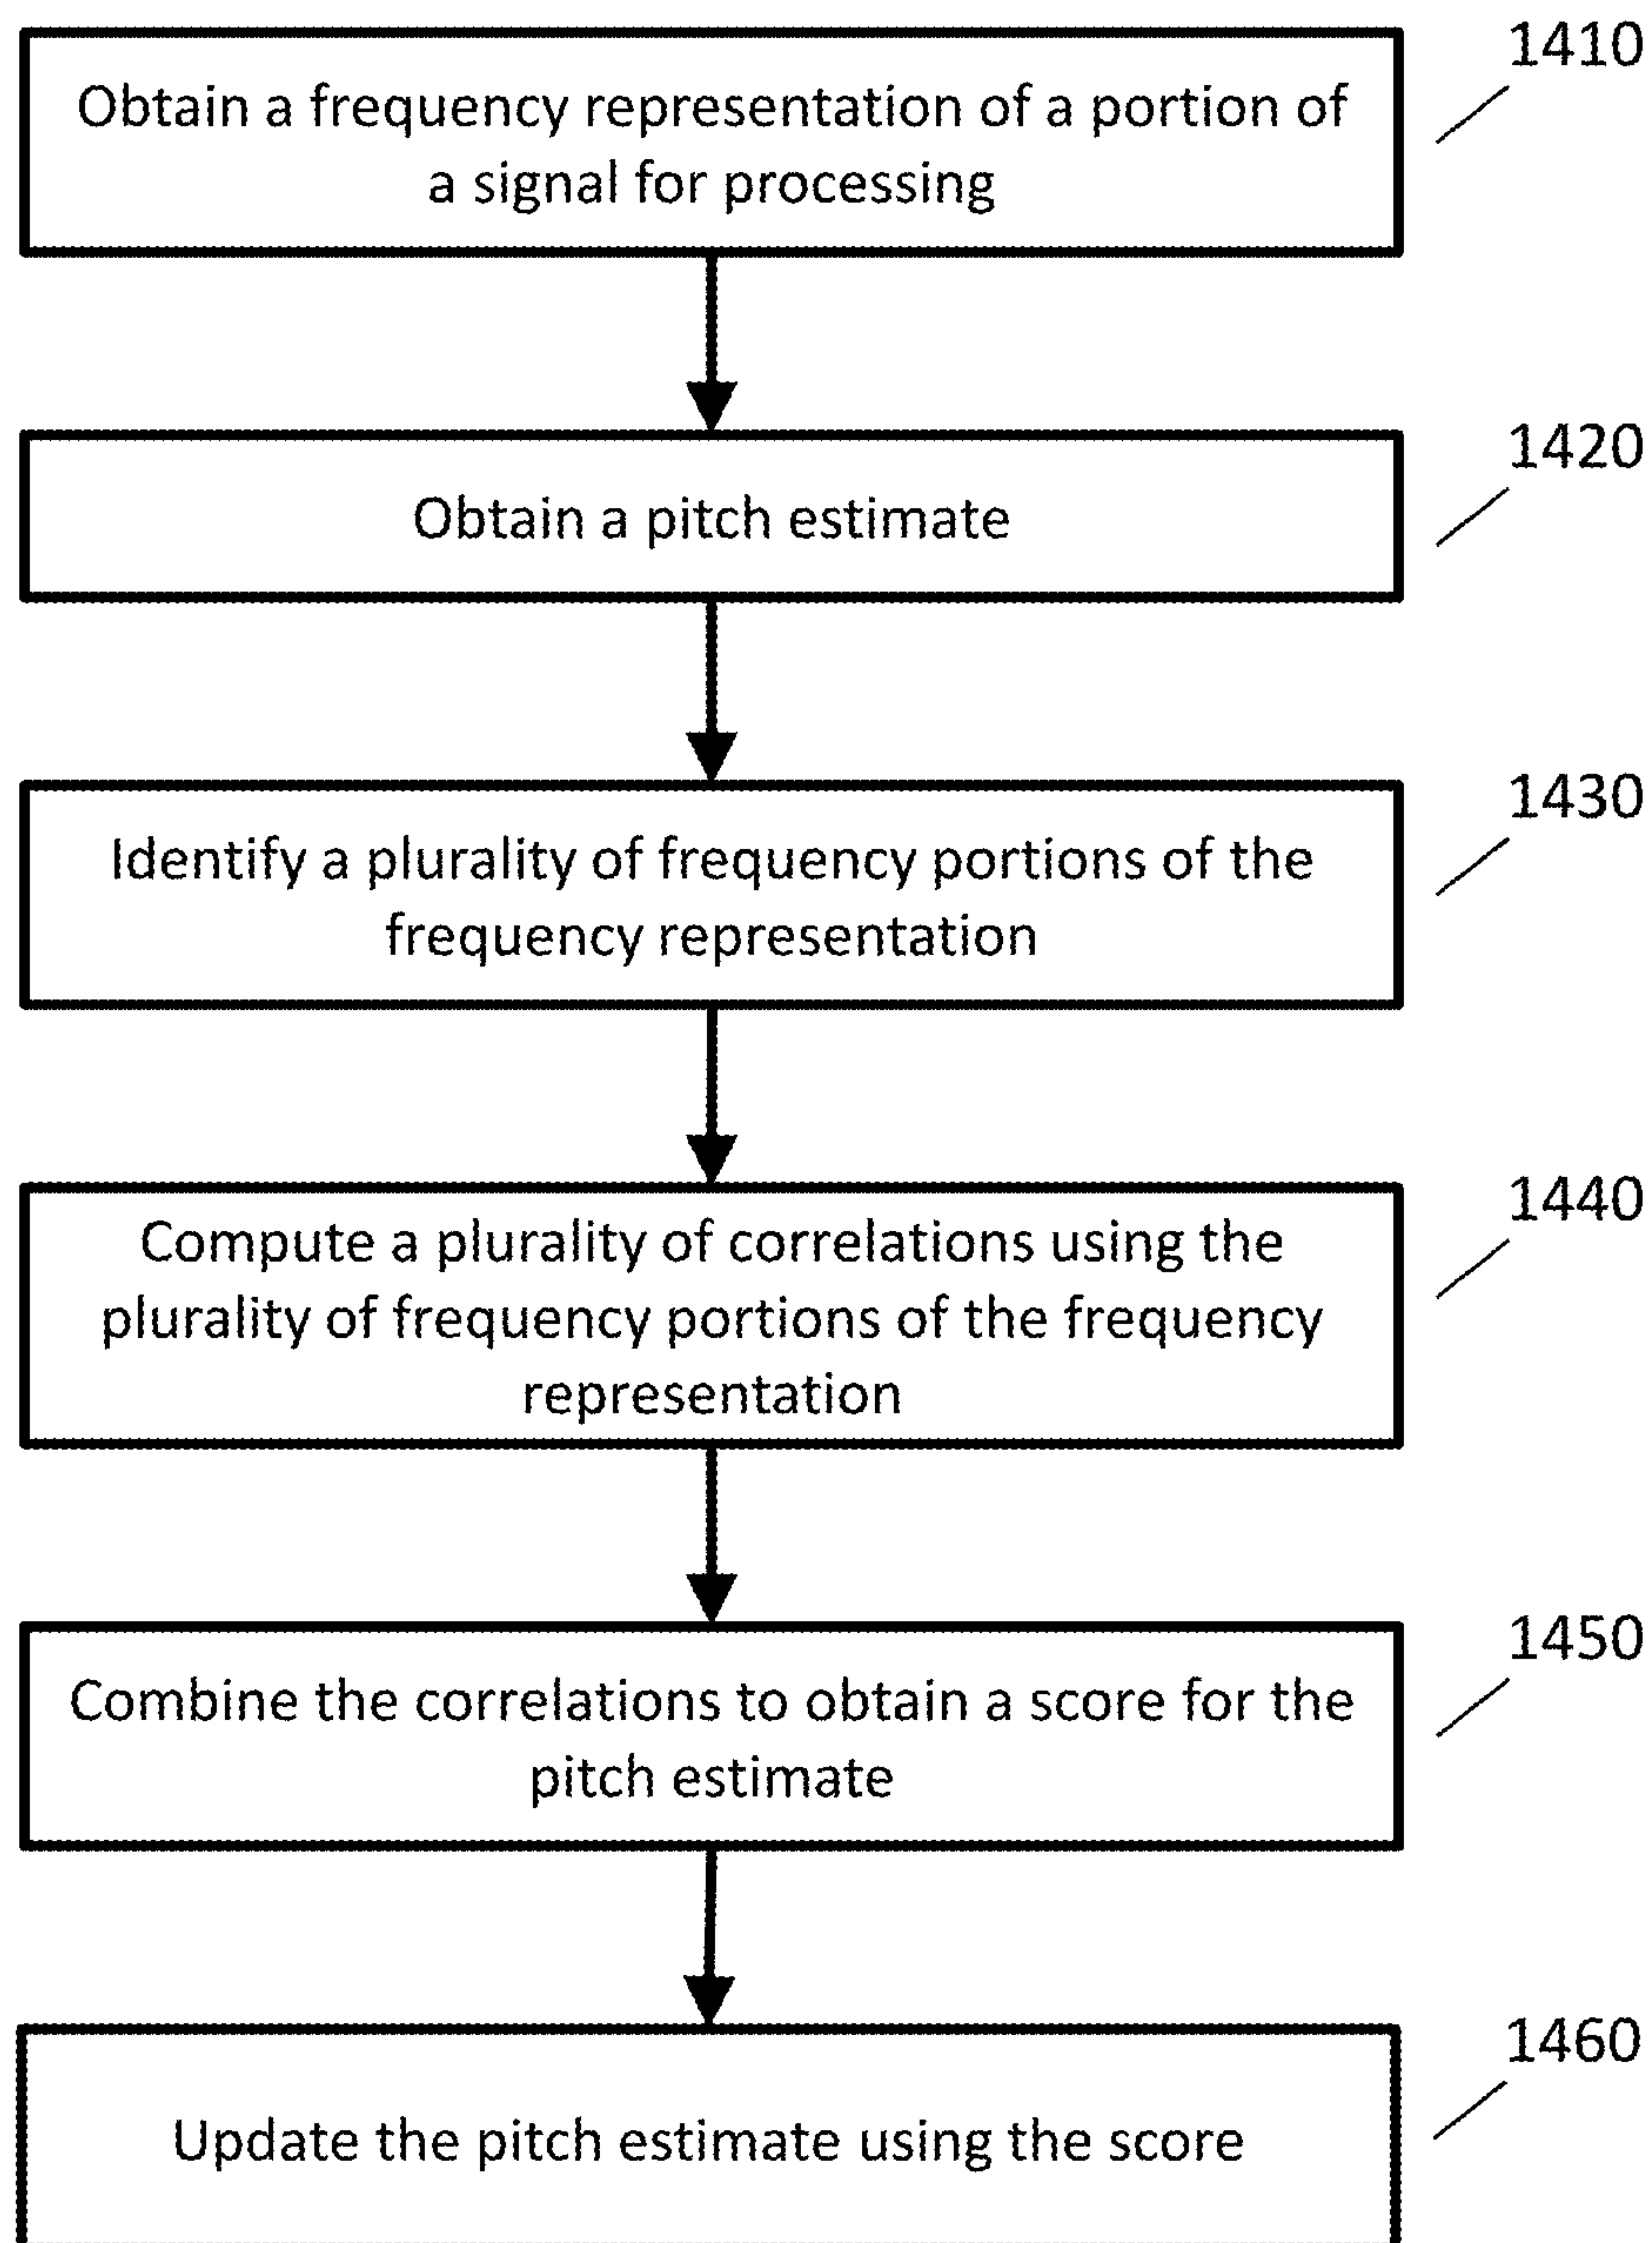 1410
Obtain a frequency representation of a portion of
a signal for processing
1420
Obtain a pitch estimate
1430
Identify a plurality of frequency portions of the
frequency representation
1440
Compute a plurality of correlations using the
plurality of frequency portions of the frequency
representation
1450
Combine the correlations to obtain a score for the
pitch estimate
1460
Update the pitch estimate using the score